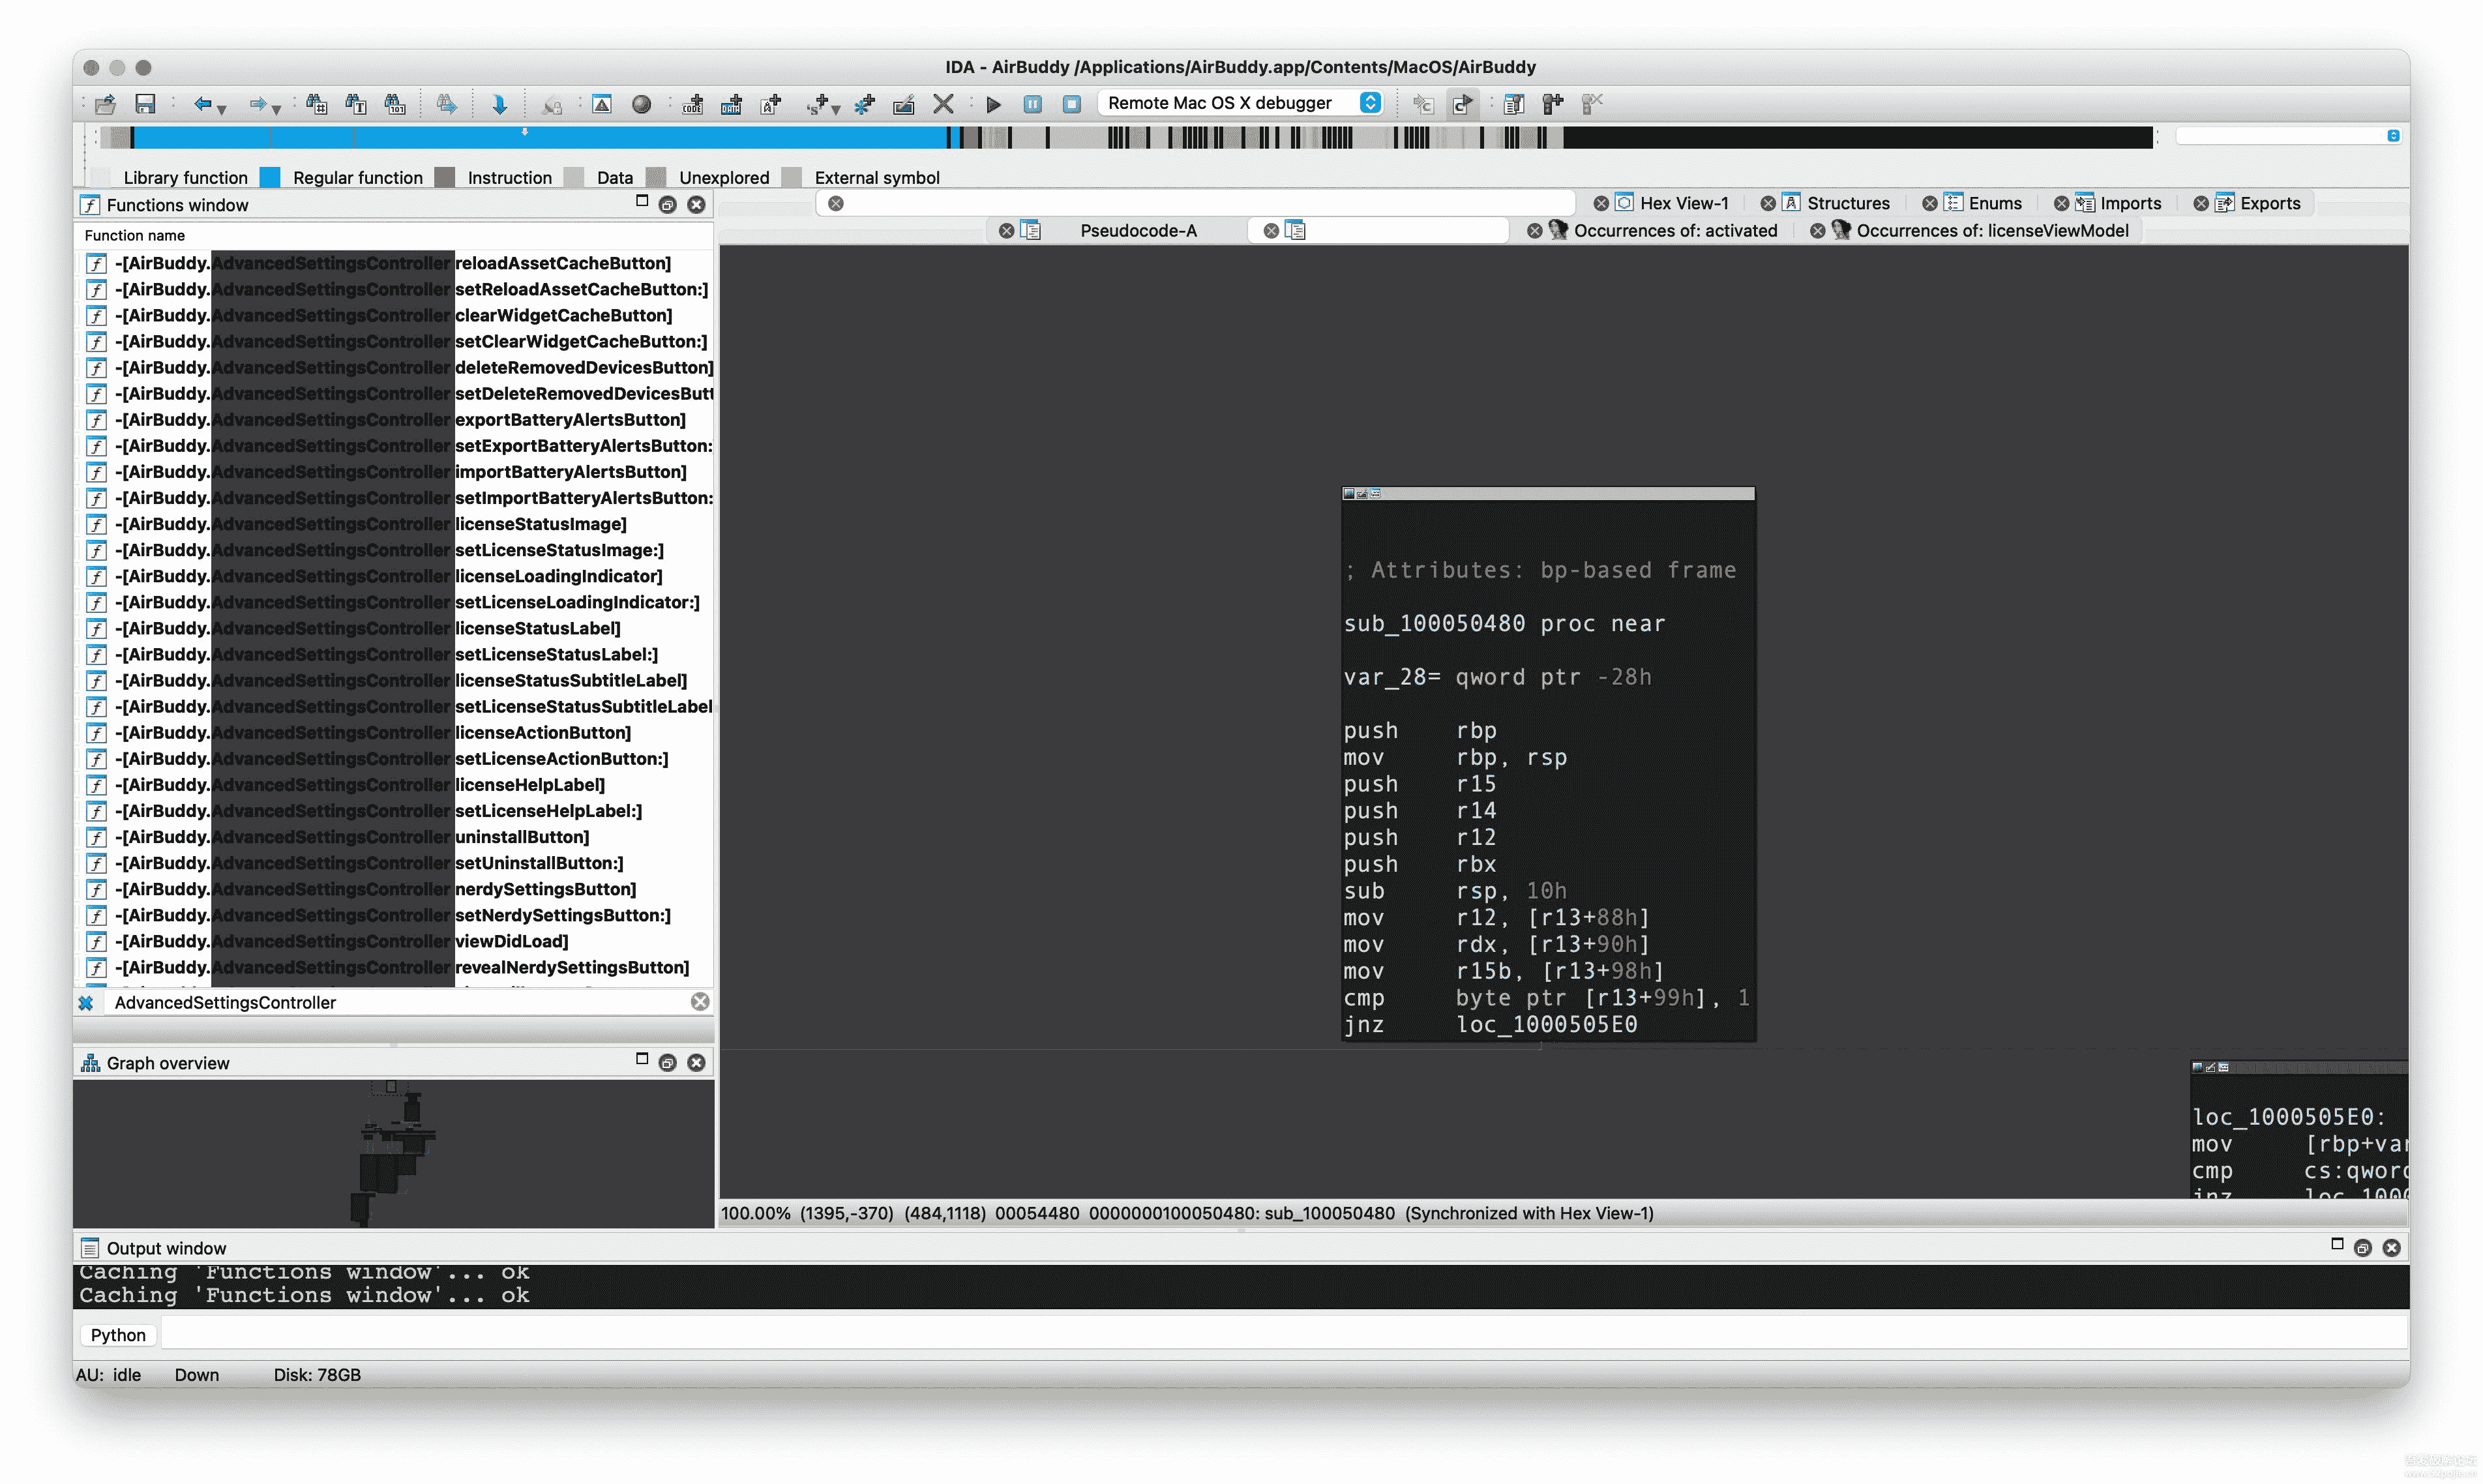 IDA - AirBuddy /Applications/AirBuddy.app/Contents/MacOS/AirBuddy
Remote Mac OS X debugger
Library function Regular function Instruction Data Unexplored External symbol
Functions window
Hex View-1 Structures Enums Imports Exports
Pseudocode-A Occurrences of: activated Occurrences of: licenseViewModel
Function name
-[AirBuddy.AdvancedSettingsController reloadAssetCacheButton]
-[AirBuddy.AdvancedSettingsController setReloadAssetCacheButton:]
-[AirBuddy.AdvancedSettingsController clearWidgetCacheButton]
-[AirBuddy.AdvancedSettingsController setClearWidgetCacheButton:]
-[AirBuddy.AdvancedSettingsController deleteRemovedDevicesButton]
-[AirBuddy.AdvancedSettingsController setDeleteRemovedDevicesButt
-[AirBuddy.AdvancedSettingsController exportBatteryAlertsButton]
-[AirBuddy.AdvancedSettingsController setExportBatteryAlertsButton:
-[AirBuddy.AdvancedSettingsController importBatteryAlertsButton]
-[AirBuddy.AdvancedSettingsController setImportBatteryAlertsButton:
-[AirBuddy.AdvancedSettingsController licenseStatusImage]
-[AirBuddy.AdvancedSettingsController setLicenseStatusImage:]
-[AirBuddy.AdvancedSettingsController licenseLoadingIndicator]
-[AirBuddy.AdvancedSettingsController setLicenseLoadingIndicator:]
-[AirBuddy.AdvancedSettingsController licenseStatusLabel]
-[AirBuddy.AdvancedSettingsController setLicenseStatusLabel:]
-[AirBuddy.AdvancedSettingsController licenseStatusSubtitleLabel]
-[AirBuddy.AdvancedSettingsController setLicenseStatusSubtitleLabel
-[AirBuddy.AdvancedSettingsController licenseActionButton]
-[AirBuddy.AdvancedSettingsController setLicenseActionButton:]
-[AirBuddy.AdvancedSettingsController licenseHelpLabel]
-[AirBuddy.AdvancedSettingsController setLicenseHelpLabel:]
-[AirBuddy.AdvancedSettingsController uninstallButton]
-[AirBuddy.AdvancedSettingsController setUninstallButton:]
-[AirBuddy.AdvancedSettingsController nerdySettingsButton]
-[AirBuddy.AdvancedSettingsController setNerdySettingsButton:]
-[AirBuddy.AdvancedSettingsController viewDidLoad]
-[AirBuddy.AdvancedSettingsController revealNerdySettingsButton]
AdvancedSettingsController
Graph overview
; Attributes: bp-based frame
sub_100050480 proc near
var_28= qword ptr -28h
push rbp
mov rbp, rsp
push r15
push r14
push r12
push rbx
sub rsp, 10h
mov r12, [r13+88h]
mov rdx, [r13+90h]
mov r15b, [r13+98h]
cmp byte ptr [r13+99h], 1
jnz loc_1000505E0
loc_1000505E0:
mov [rbp+var
cmp cs:qword
jnz loc_1000
100.00% (1395,-370) (484,1118) 00054480 0000000100050480: sub_100050480 (Synchronized with Hex View-1)
Output window
Caching 'Functions window'... ok
Caching 'Functions window'... ok
Python
AU: idle Down Disk: 78GB